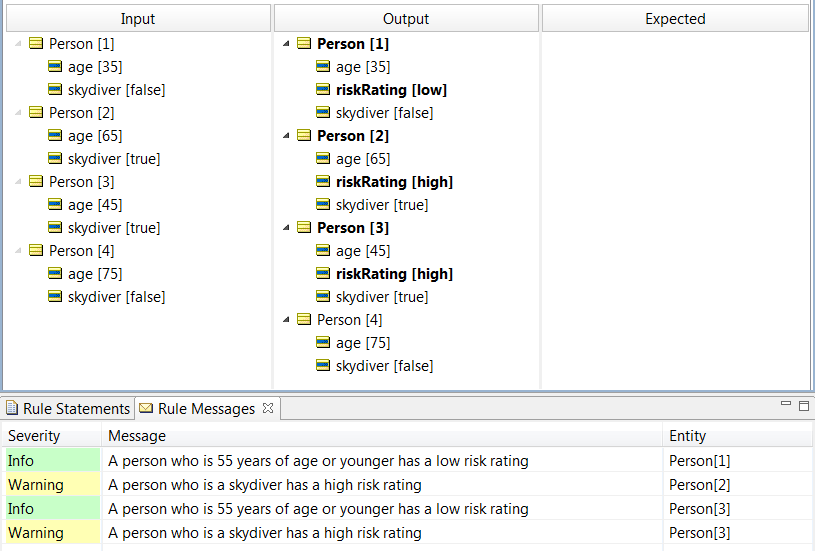 Input Output Expected
Person [1] Person [1]
age [35] age [35]
skydiver [false] riskRating [low]
Person [2] skydiver [false]
age [65] Person [2]
skydiver [true] age [65]
Person [3] riskRating [high]
age [45] skydiver [true]
skydiver [true] Person [3]
Person [4] age [45]
age [75] riskRating [high]
skydiver [false] skydiver [true]
Person [4]
age [75]
skydiver [false]
Rule Statements Rule Messages
Severity Message Entity
Info A person who is 55 years of age or younger has a low risk rating Person[1]
Warning A person who is a skydiver has a high risk rating Person[2]
Info A person who is 55 years of age or younger has a low risk rating Person[3]
Warning A person who is a skydiver has a high risk rating Person[3]